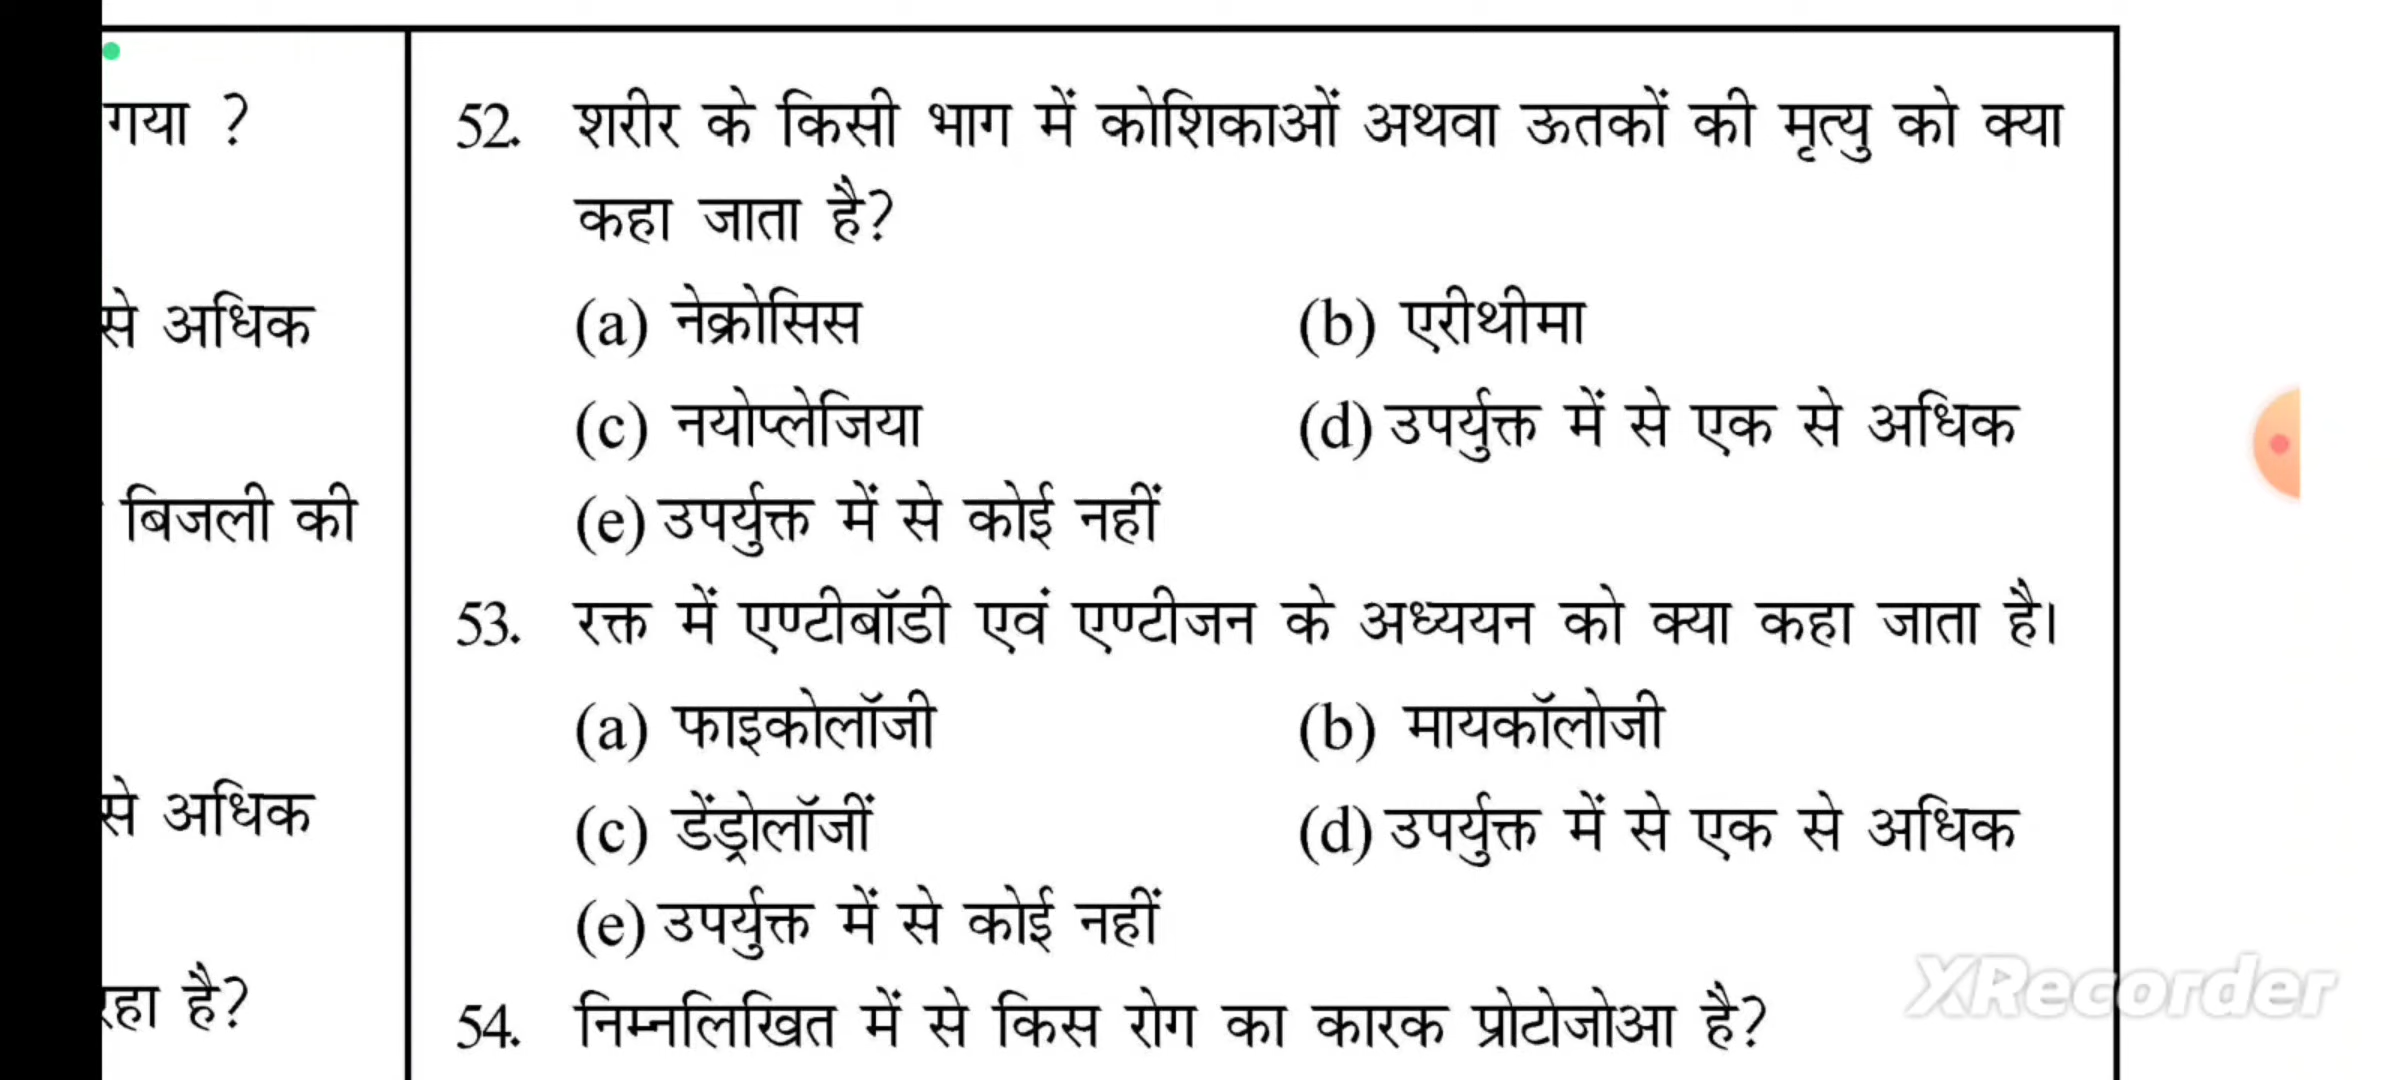 गया ?
से अधिक
बिजली की
से अधिक
रहा है?
52. शरीर के किसी भाग में कोशिकाओं अथवा ऊतकों की मृत्यु को क्या
कहा जाता है?
(a) नेक्रोसिस (b) एरीथीमा
(c) नयोप्लेजिया (d) उपर्युक्त में से एक से अधिक
(e) उपर्युक्त में से कोई नहीं
53. रक्त में एण्टीबॉडी एवं एण्टीजन के अध्ययन को क्या कहा जाता है।
(a) फाइकोलॉजी (b) मायकॉलोजी
(c) डेंड्रोलॉजीं (d) उपर्युक्त में से एक से अधिक
(e) उपर्युक्त में से कोई नहीं
54. निम्नलिखित में से किस रोग का कारक प्रोटोजोआ है?
XRecorder